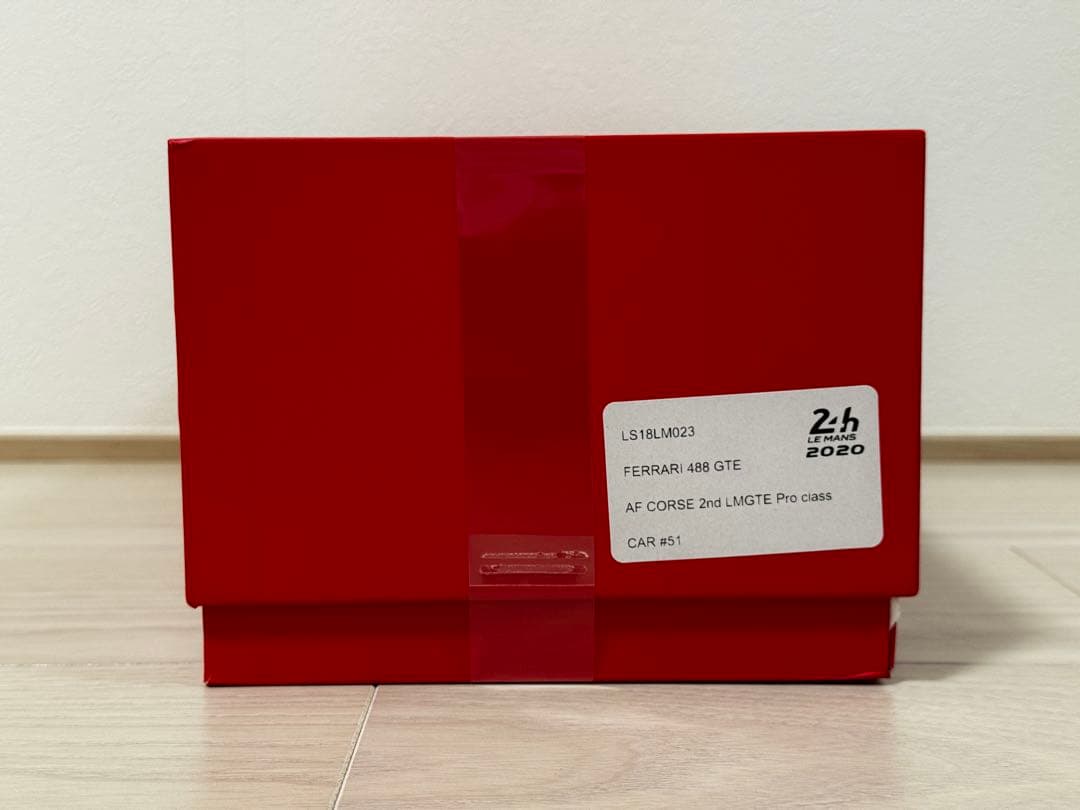 LS18LM023
24h
LE MANS
2020
FERRARI 488 GTE
AF CORSE 2nd LMGTE Pro class
CAR #51